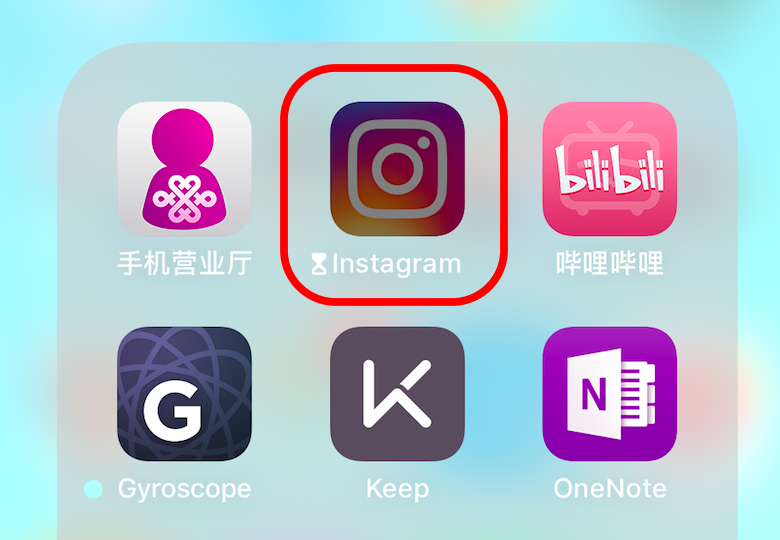 bilibili
手机营业厅
Instagram
哔哩哔哩
G
K
N
Gyroscope
Keep
OneNote